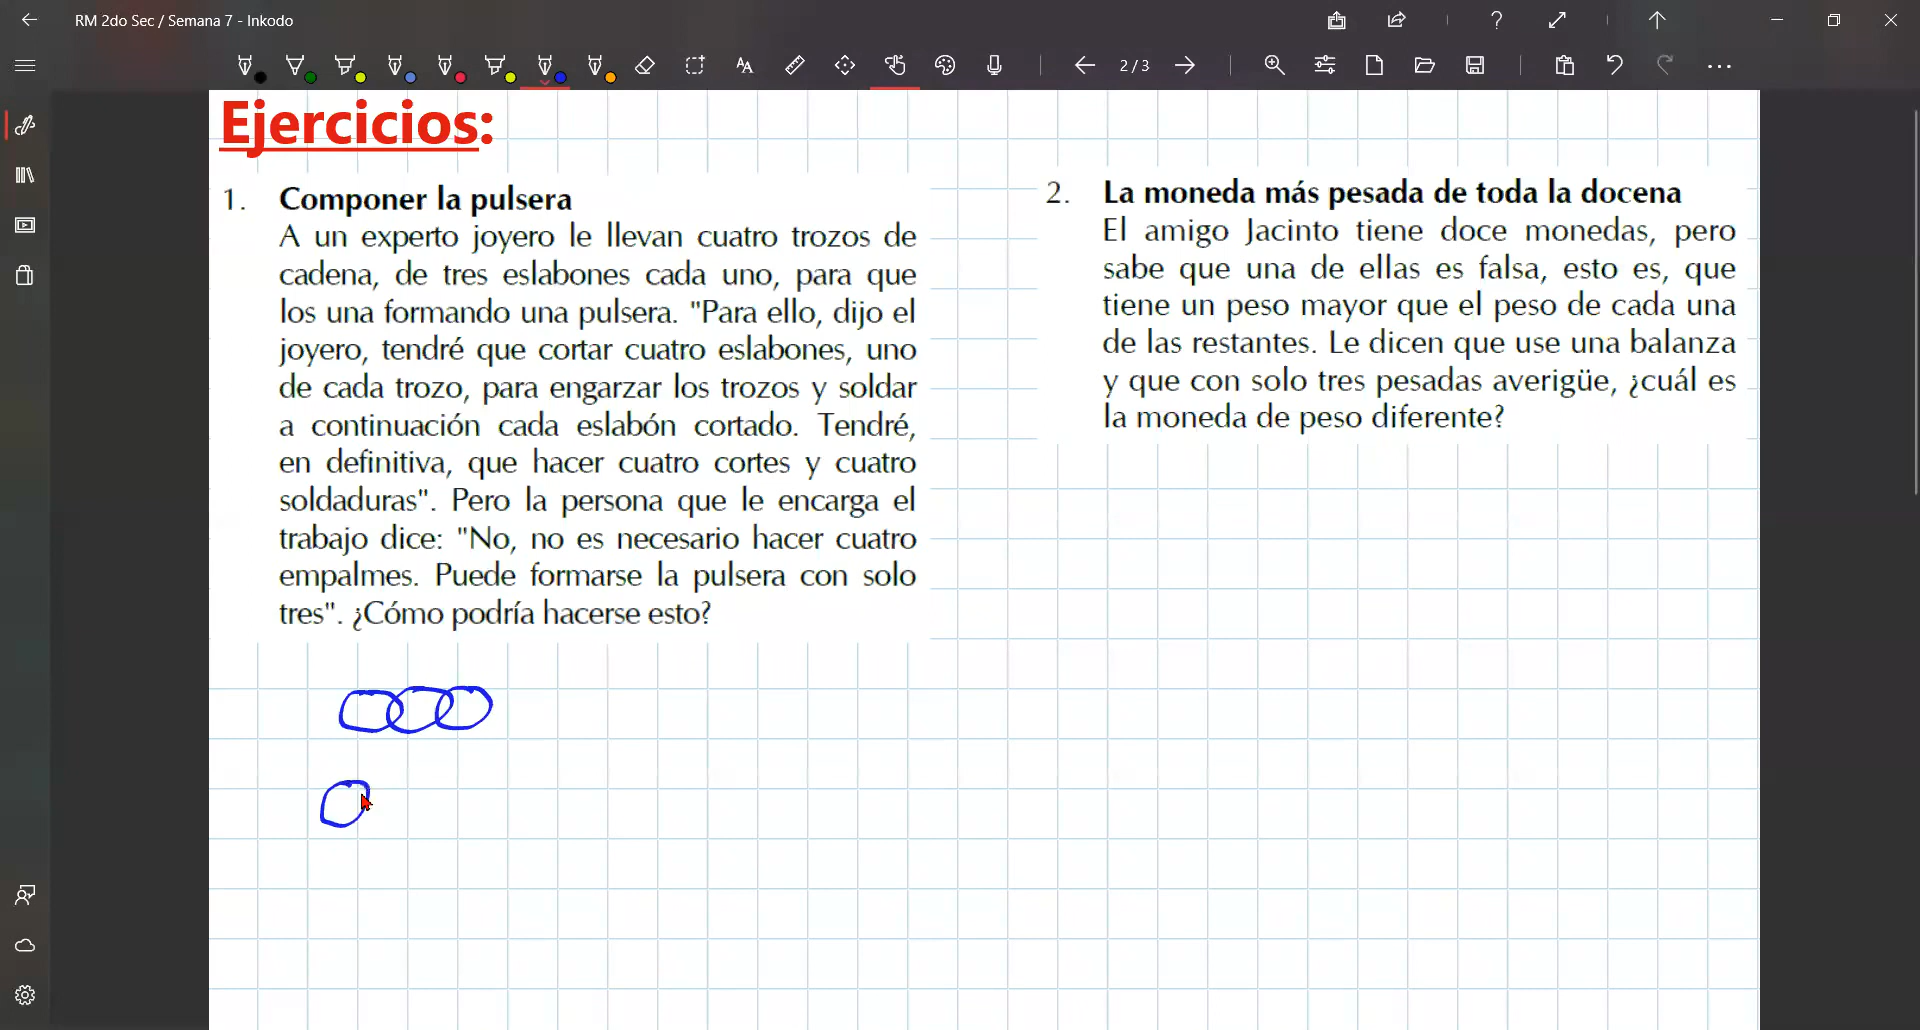 RM 2do Sec / Semana 7 - Inkodo
2 / 3
Ejercicios:
1. Componer la pulsera
A un experto joyero le llevan cuatro trozos de
cadena, de tres eslabones cada uno, para que
los una formando una pulsera. "Para ello, dijo el
joyero, tendré que cortar cuatro eslabones, uno
de cada trozo, para engarzar los trozos y soldar
a continuación cada eslabón cortado. Tendré,
en definitiva, que hacer cuatro cortes y cuatro
soldaduras". Pero la persona que le encarga el
trabajo dice: "No, no es necesario hacer cuatro
empalmes. Puede formarse la pulsera con solo
tres". ¿Cómo podría hacerse esto?
2. La moneda más pesada de toda la docena
El amigo Jacinto tiene doce monedas, pero
sabe que una de ellas es falsa, esto es, que
tiene un peso mayor que el peso de cada una
de las restantes. Le dicen que use una balanza
y que con solo tres pesadas averigüe, ¿cuál es
la moneda de peso diferente?